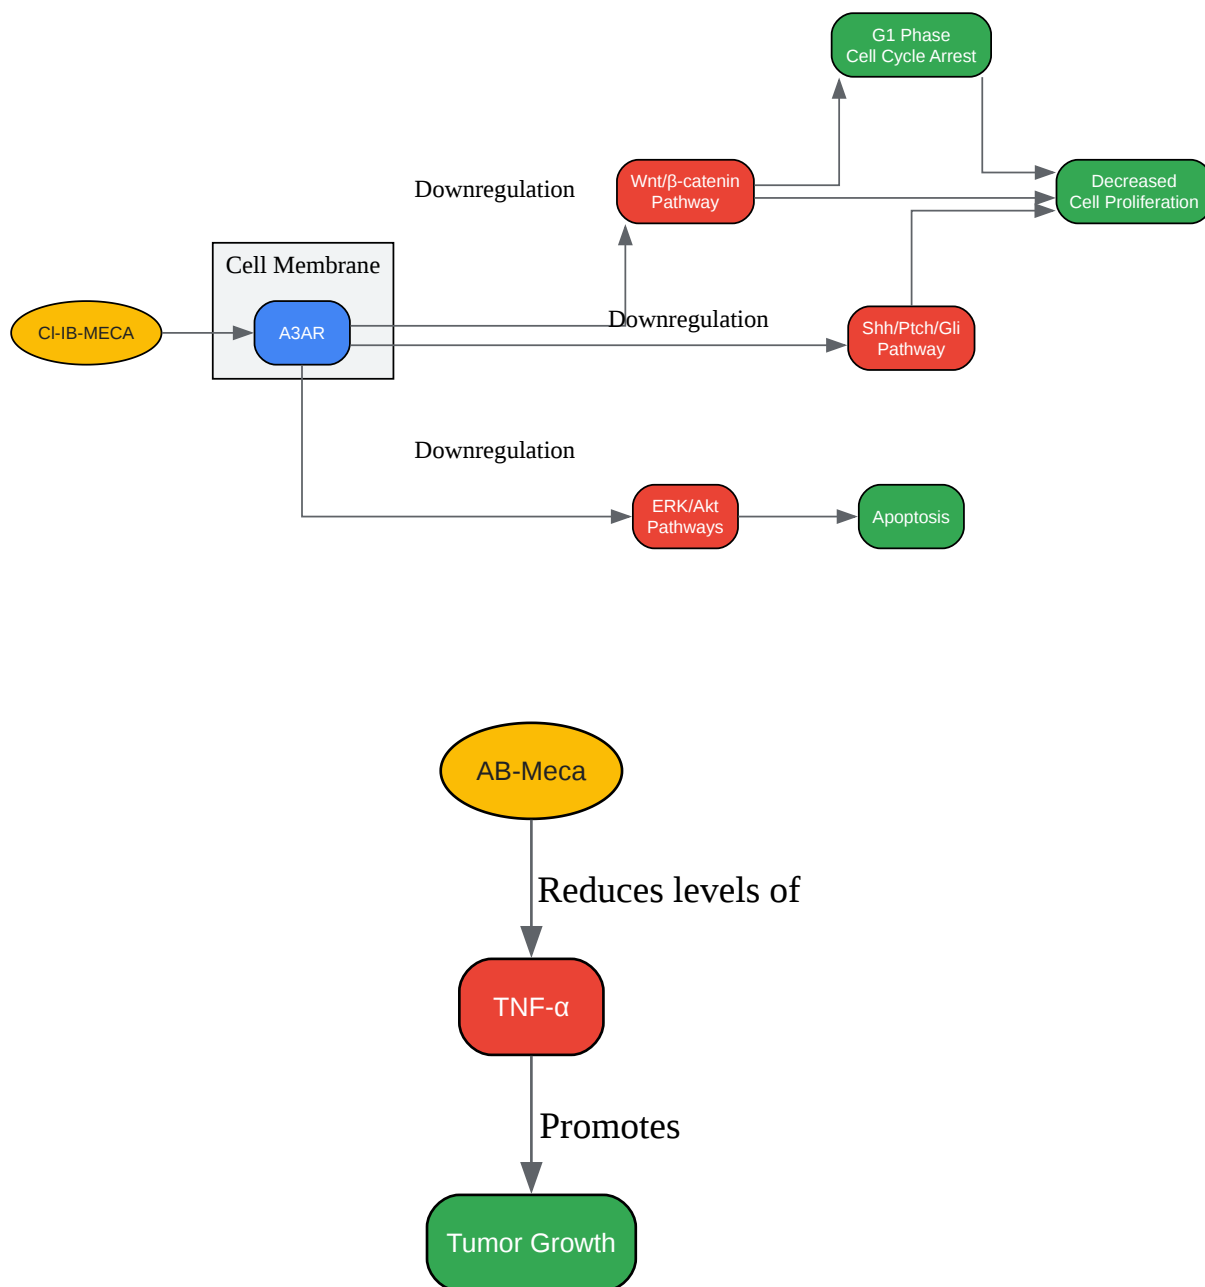 G1 Phase
Cell Cycle Arrest
Downregulation
Wnt/β-catenin
Pathway
Decreased
Cell Proliferation
Cell Membrane
Cl-IB-MECA
A3AR
Downregulation
Shh/Ptch/Gli
Pathway
Downregulation
ERK/Akt
Pathways
Apoptosis
AB-Meca
Reduces levels of
TNF-α
Promotes
Tumor Growth